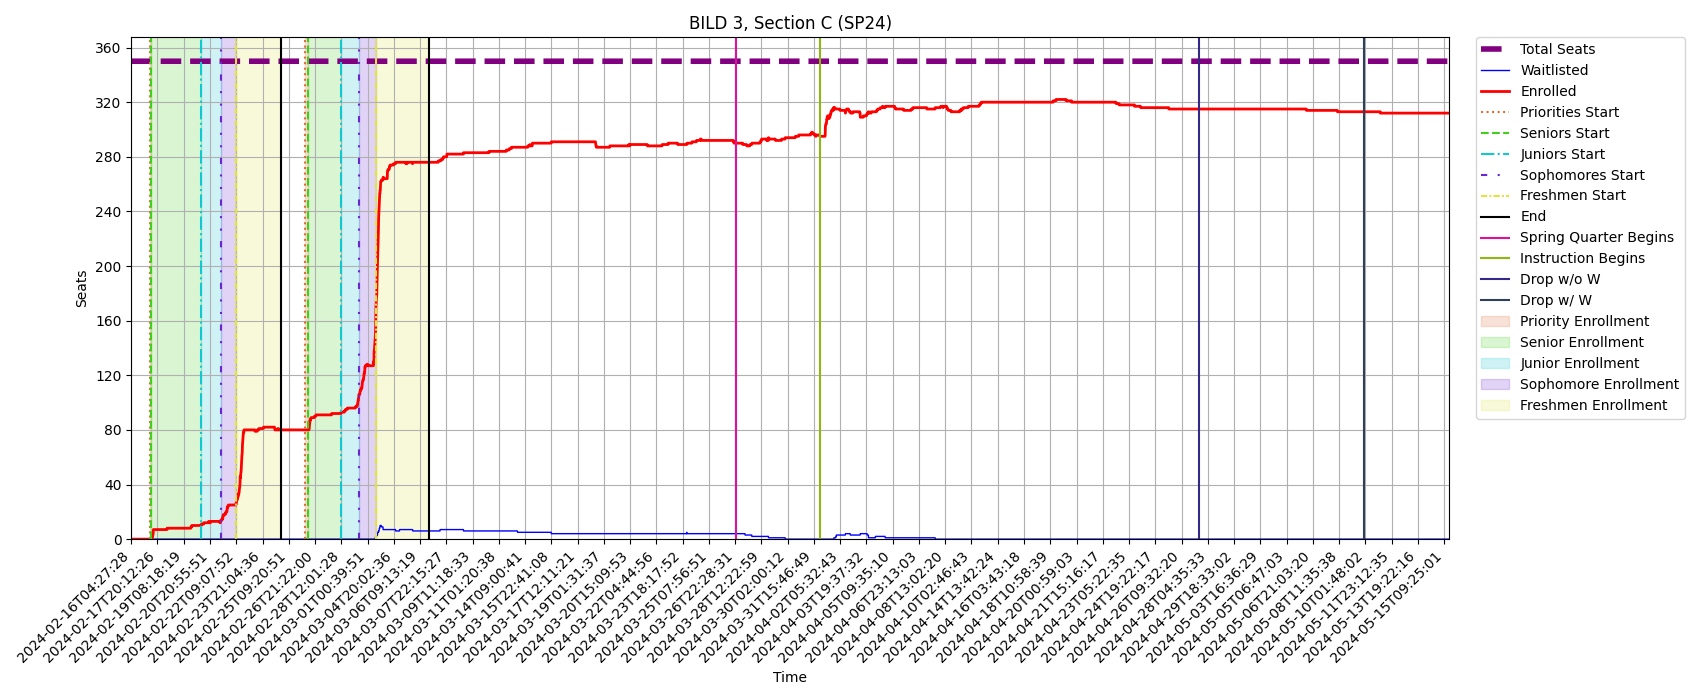 BILD 3, Section C (SP24)
Seats
360
320
280
240
200
160
120
80
40
0
2024-02-16T04:27:28
2024-02-17T20:12:26
2024-02-19T08:18:19
2024-02-20T20:55:51
2024-02-22T09:07:52
2024-02-23T21:04:36
2024-02-25T09:20:51
2024-02-26T21:22:00
2024-02-28T12:01:28
2024-03-01T00:39:51
2024-03-04T20:02:36
2024-03-06T09:13:19
2024-03-07T22:15:27
2024-03-09T11:18:33
2024-03-11T01:20:38
2024-03-14T09:00:41
2024-03-15T22:41:08
2024-03-17T12:11:21
2024-03-19T01:31:37
2024-03-20T15:09:53
2024-03-22T04:44:56
2024-03-23T18:17:52
2024-03-25T07:56:51
2024-03-26T22:28:31
2024-03-28T12:22:59
2024-03-30T02:00:12
2024-03-31T15:46:49
2024-04-02T05:32:43
2024-04-03T19:37:32
2024-04-05T09:35:10
2024-04-06T23:13:03
2024-04-08T13:02:20
2024-04-10T02:46:43
2024-04-14T13:42:24
2024-04-16T03:43:18
2024-04-18T10:58:39
2024-04-20T00:59:03
2024-04-21T15:16:17
2024-04-23T05:22:35
2024-04-24T19:22:17
2024-04-26T09:32:20
2024-04-28T04:35:33
2024-04-29T18:33:02
2024-05-03T16:36:29
2024-05-05T06:47:03
2024-05-06T21:03:20
2024-05-08T11:35:38
2024-05-10T01:48:02
2024-05-11T23:12:35
2024-05-13T19:22:16
2024-05-15T09:25:01
Time
Total Seats
Waitlisted
Enrolled
Priorities Start
Seniors Start
Juniors Start
Sophomores Start
Freshmen Start
End
Spring Quarter Begins
Instruction Begins
Drop w/o W
Drop w/ W
Priority Enrollment
Senior Enrollment
Junior Enrollment
Sophomore Enrollment
Freshmen Enrollment